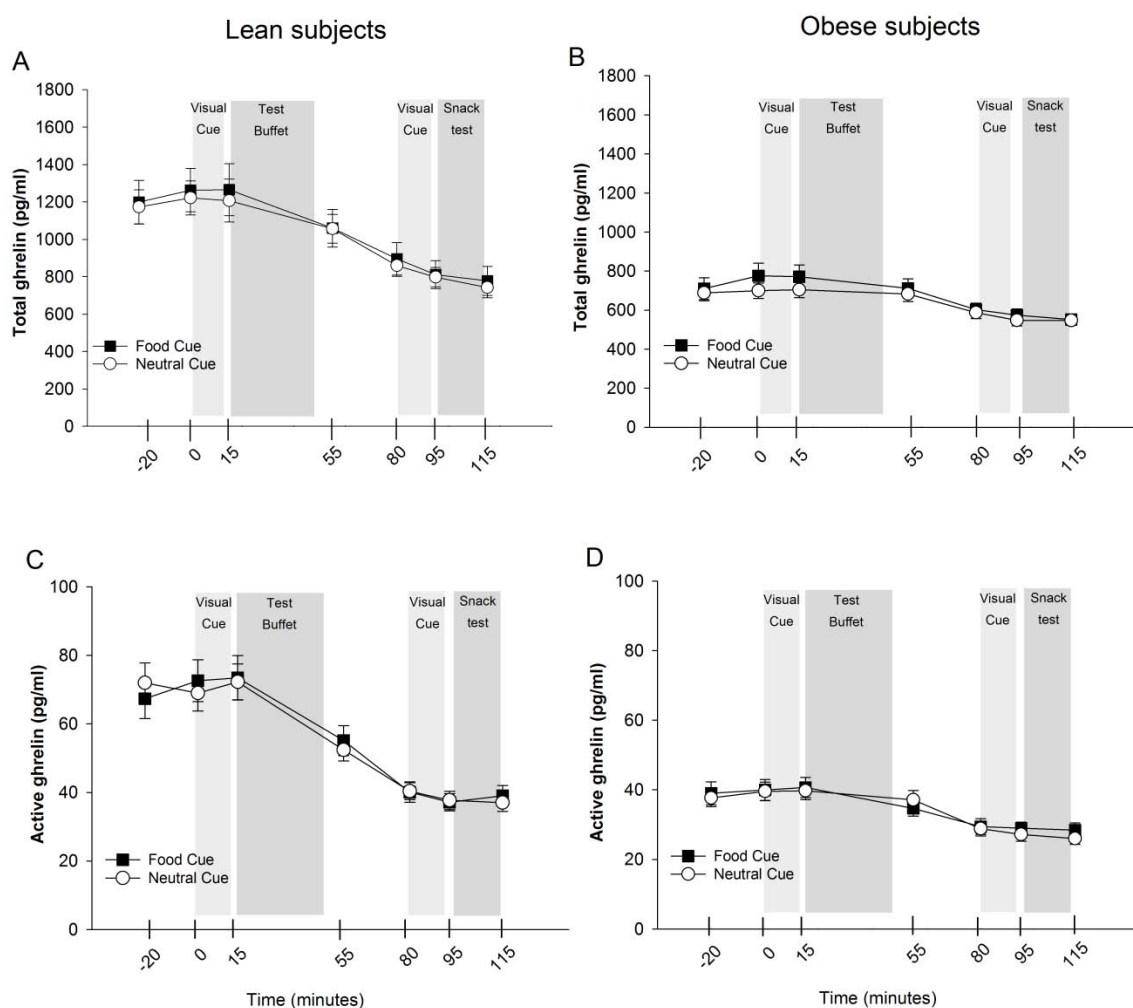 Lean subjects
Obese subjects
A
Total ghrelin (pg/ml)
1800
1600
1400
1200
1000
800
600
400
200
0
Visual
Cue
Test
Buffet
Visual
Cue
Snack
test
Food Cue
Neutral Cue
-20
0
15
55
80
95
115
B
Total ghrelin (pg/ml)
1800
1600
1400
1200
1000
800
600
400
200
0
Visual
Cue
Test
Buffet
Visual
Cue
Snack
test
Food Cue
Neutral Cue
-20
0
15
55
80
95
115
C
Active ghrelin (pg/ml)
100
80
60
40
20
0
Visual
Cue
Test
Buffet
Visual
Cue
Snack
test
Food Cue
Neutral Cue
-20
0
15
55
80
95
115
Time (minutes)
D
Active ghrelin (pg/ml)
100
80
60
40
20
0
Visual
Cue
Test
Buffet
Visual
Cue
Snack
test
Food Cue
Neutral Cue
-20
0
15
55
80
95
115
Time (minutes)